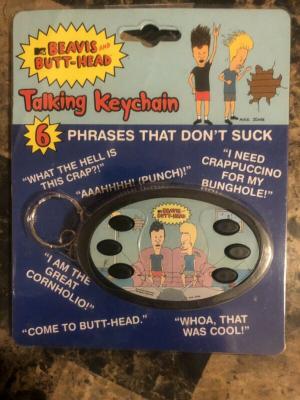 MTV
BEAVIS AND
BUTT-HEAD
Talking Keychain
6 PHRASES THAT DON'T SUCK
"WHAT THE HELL IS
THIS CRAP?!"
"AAAHHHH! (PUNCH)!"
"I NEED
CRAPPUCCINO
FOR MY
BUNGHOLE!"
BEAVIS AND
BUTT-HEAD
"I AM THE
GREAT
CORNHOLIO!"
"COME TO BUTT-HEAD."
"WHOA, THAT
WAS COOL!"